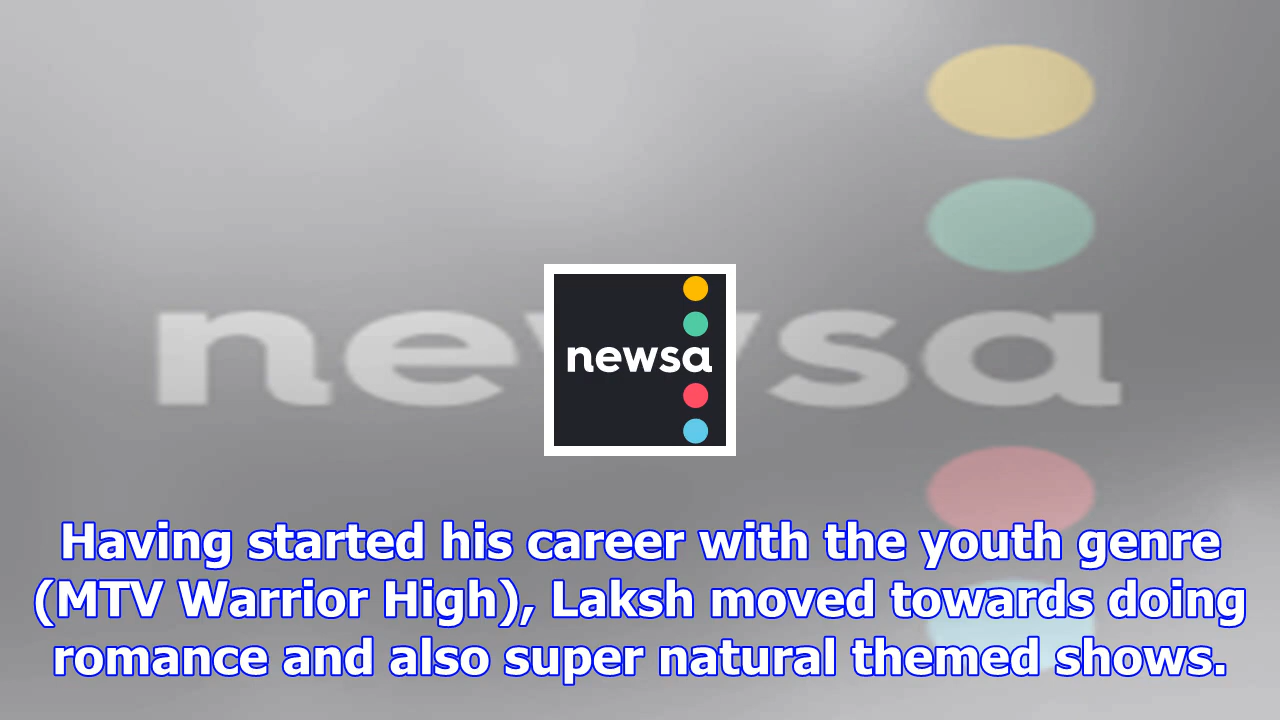 newsa
newsa
Having started his career with the youth genre
(MTV Warrior High), Laksh moved towards doing
romance and also super natural themed shows.